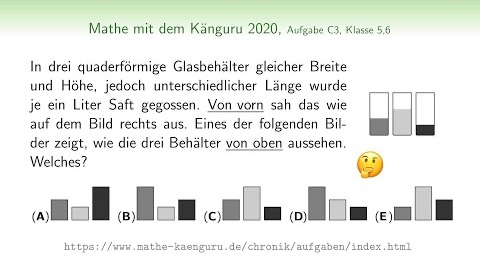 Mathe mit dem Känguru 2020, Aufgabe C3, Klasse 5,6
In drei quaderförmige Glasbehälter gleicher Breite
und Höhe, jedoch unterschiedlicher Länge wurde
je ein Liter Saft gegossen. Von vorn sah das wie
auf dem Bild rechts aus. Eines der folgenden Bil-
der zeigt, wie die drei Behälter von oben aussehen.
Welches?
(A) (B) (C) (D) (E)
https://www.mathe-kaenguru.de/chronik/aufgaben/index.html